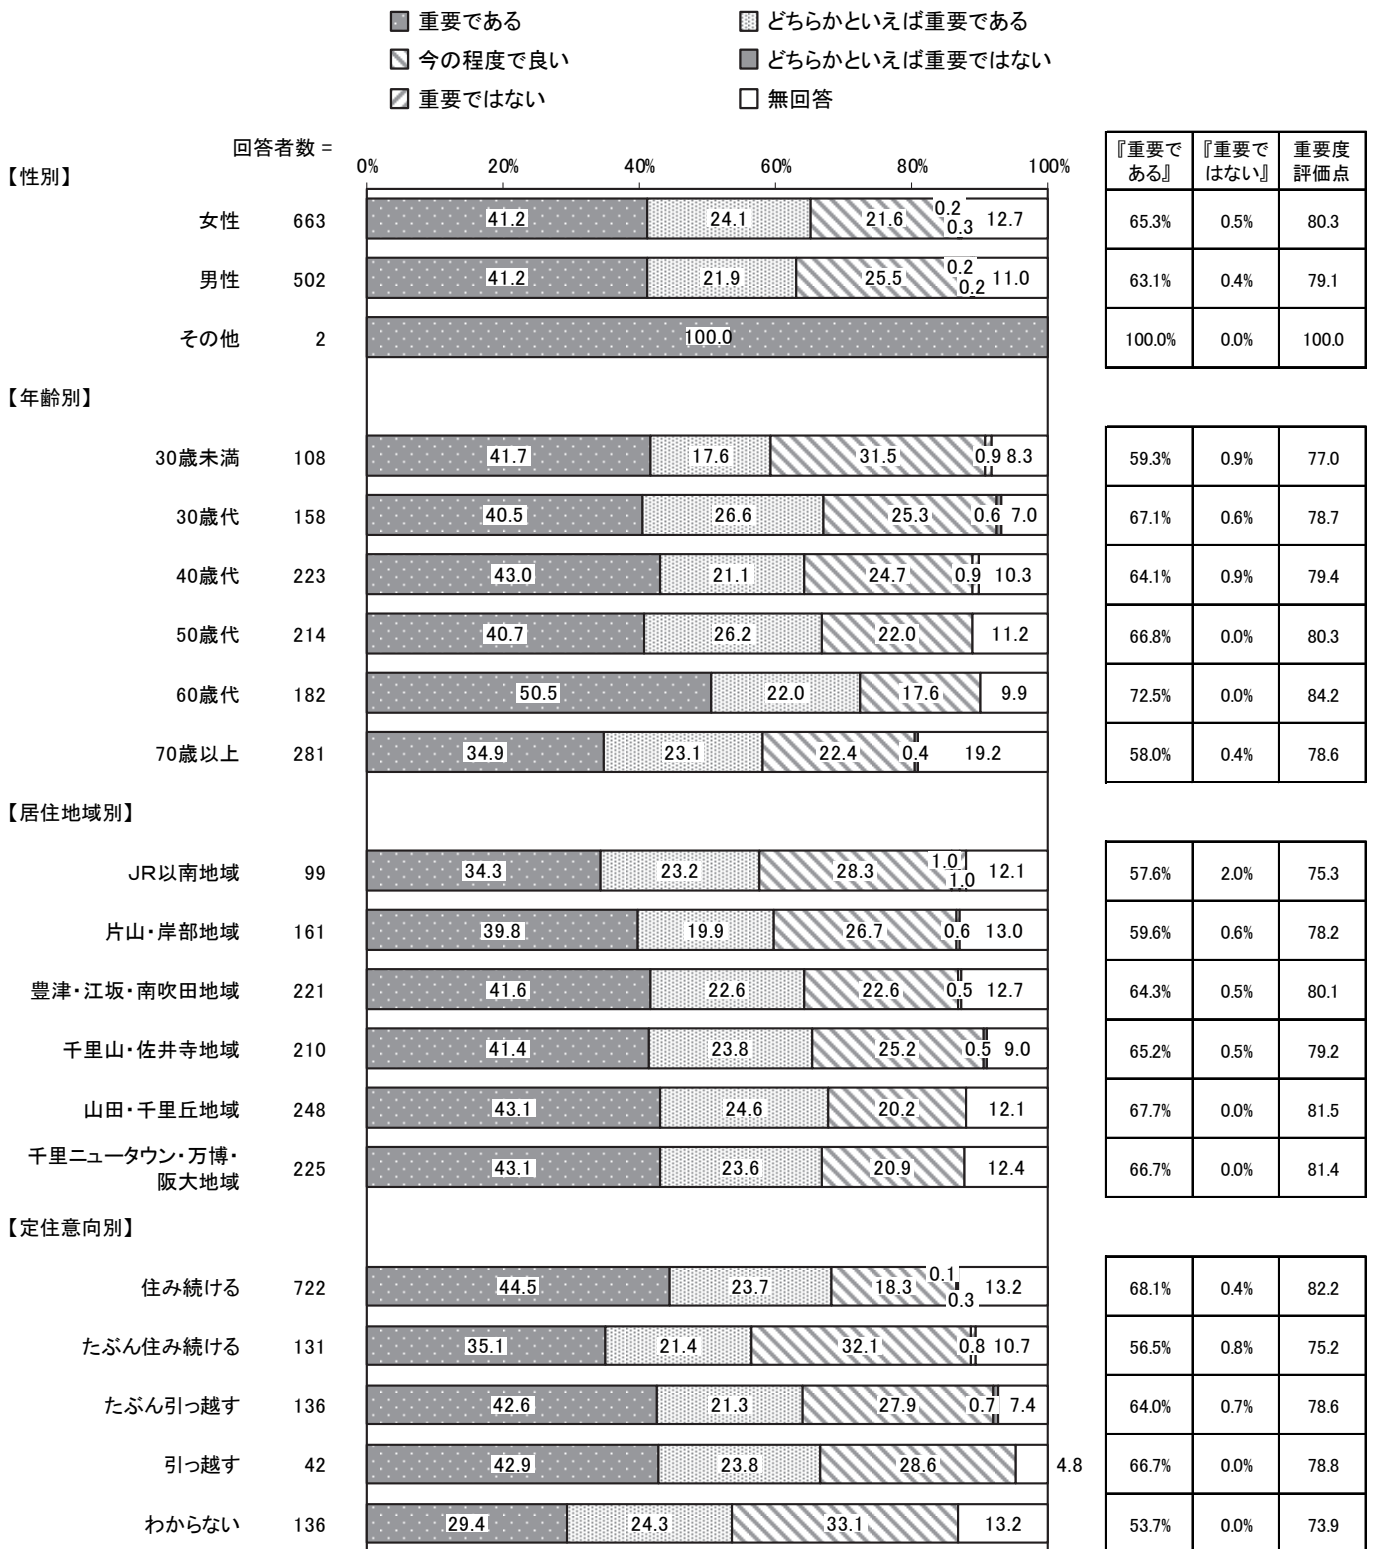 重要である どちらかといえば重要である
今の程度で良い どちらかといえば重要ではない
重要ではない 無回答
回答者数 =
【性別】
0% 20% 40% 60% 80% 100%
『重要で
ある』
『重要で
はない』
重要度
評価点
女性 663 41.2 24.1 21.6 0.2 0.3 12.7 65.3% 0.5% 80.3
男性 502 41.2 21.9 25.5 0.2 0.2 11.0 63.1% 0.4% 79.1
その他 2 100.0 100.0% 0.0% 100.0
【年齢別】
30歳未満 108 41.7 17.6 31.5 0.9 8.3 59.3% 0.9% 77.0
30歳代 158 40.5 26.6 25.3 0.6 7.0 67.1% 0.6% 78.7
40歳代 223 43.0 21.1 24.7 0.9 10.3 64.1% 0.9% 79.4
50歳代 214 40.7 26.2 22.0 11.2 66.8% 0.0% 80.3
60歳代 182 50.5 22.0 17.6 9.9 72.5% 0.0% 84.2
70歳以上 281 34.9 23.1 22.4 0.4 19.2 58.0% 0.4% 78.6
【居住地域別】
JR以南地域 99 34.3 23.2 28.3 1.0 1.0 12.1 57.6% 2.0% 75.3
片山・岸部地域 161 39.8 19.9 26.7 0.6 13.0 59.6% 0.6% 78.2
豊津・江坂・南吹田地域 221 41.6 22.6 22.6 0.5 12.7 64.3% 0.5% 80.1
千里山・佐井寺地域 210 41.4 23.8 25.2 0.5 9.0 65.2% 0.5% 79.2
山田・千里丘地域 248 43.1 24.6 20.2 12.1 67.7% 0.0% 81.5
千里ニュータウン・万博・
阪大地域 225 43.1 23.6 20.9 12.4 66.7% 0.0% 81.4
【定住意向別】
住み続ける 722 44.5 23.7 18.3 0.1 0.3 13.2 68.1% 0.4% 82.2
たぶん住み続ける 131 35.1 21.4 32.1 0.8 10.7 56.5% 0.8% 75.2
たぶん引っ越す 136 42.6 21.3 27.9 0.7 7.4 64.0% 0.7% 78.6
引っ越す 42 42.9 23.8 28.6 4.8 66.7% 0.0% 78.8
わからない 136 29.4 24.3 33.1 13.2 53.7% 0.0% 73.9